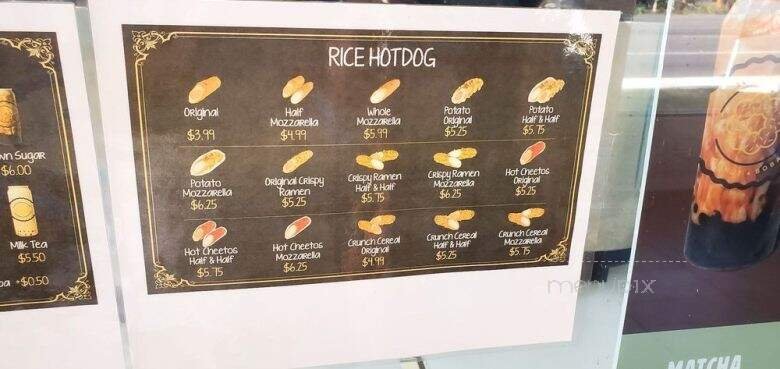 RICE HOTDOG
Original
$3.99
Half
Mozzarella
$4.99
Whole
Mozzarella
$5.99
Potato
Original
$5.25
Potato
Half & Half
$5.75
Potato
Mozzarella
$6.25
Original Crispy
Ramen
$5.25
Crispy Ramen
Half & Half
$5.75
Crispy Ramen
Mozzarella
$6.25
Hot Cheetos
Original
$5.25
Hot Cheetos
Half & Half
$5.75
Hot Cheetos
Mozzarella
$6.25
Crunch Cereal
Original
$4.99
Crunch Cereal
Half & Half
$5.25
Crunch Cereal
Mozzarella
$5.75
wn Sugar
$6.00
Milk Tea
$5.50
oa +$0.50
menupix
MATCHA